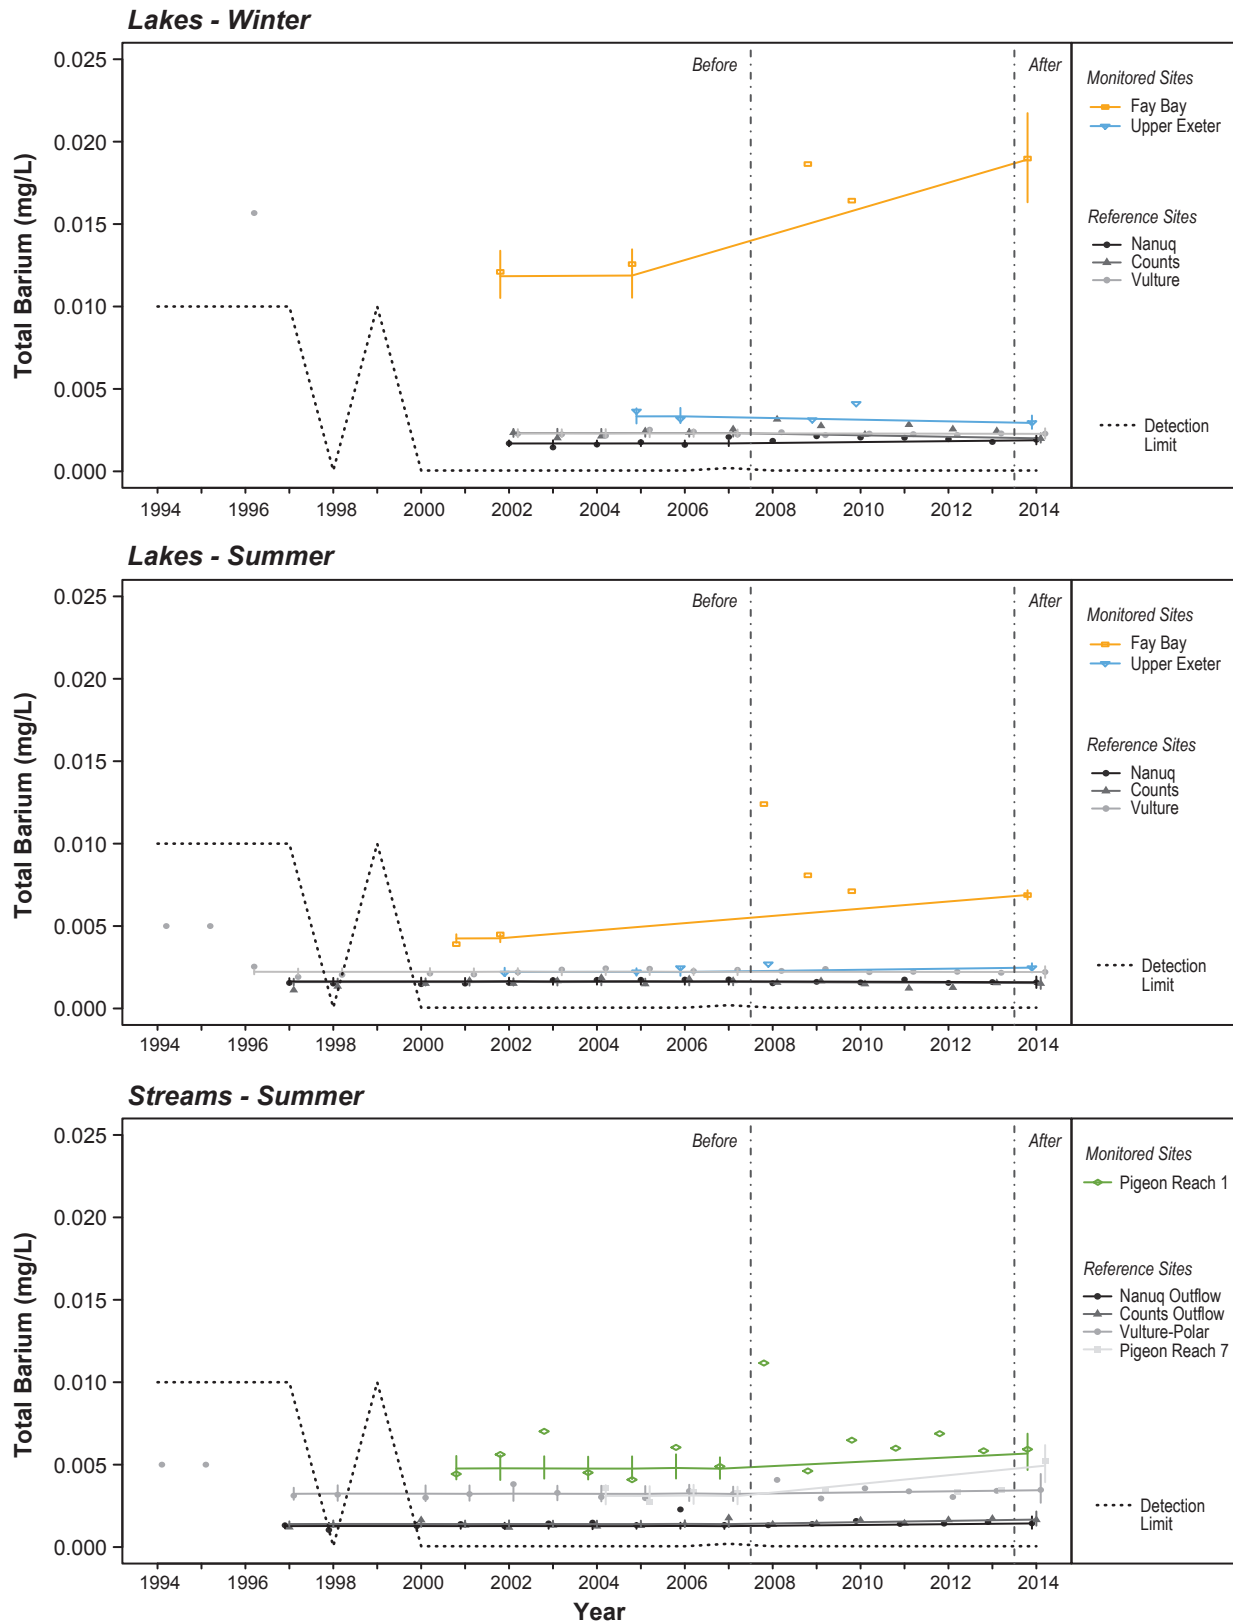 Lakes - Winter
Total Barium (mg/L)
0.025
0.020
0.015
0.010
0.005
0.000
Before
After
1994 1996 1998 2000 2002 2004 2006 2008 2010 2012 2014
Monitored Sites
Fay Bay
Upper Exeter
Reference Sites
Nanuq
Counts
Vulture
Detection
Limit
Lakes - Summer
Total Barium (mg/L)
0.025
0.020
0.015
0.010
0.005
0.000
Before
After
1994 1996 1998 2000 2002 2004 2006 2008 2010 2012 2014
Monitored Sites
Fay Bay
Upper Exeter
Reference Sites
Nanuq
Counts
Vulture
Detection
Limit
Streams - Summer
Total Barium (mg/L)
0.025
0.020
0.015
0.010
0.005
0.000
Before
After
1994 1996 1998 2000 2002 2004 2006 2008 2010 2012 2014
Year
Monitored Sites
Pigeon Reach 1
Reference Sites
Nanuq Outflow
Counts Outflow
Vulture-Polar
Pigeon Reach 7
Detection
Limit